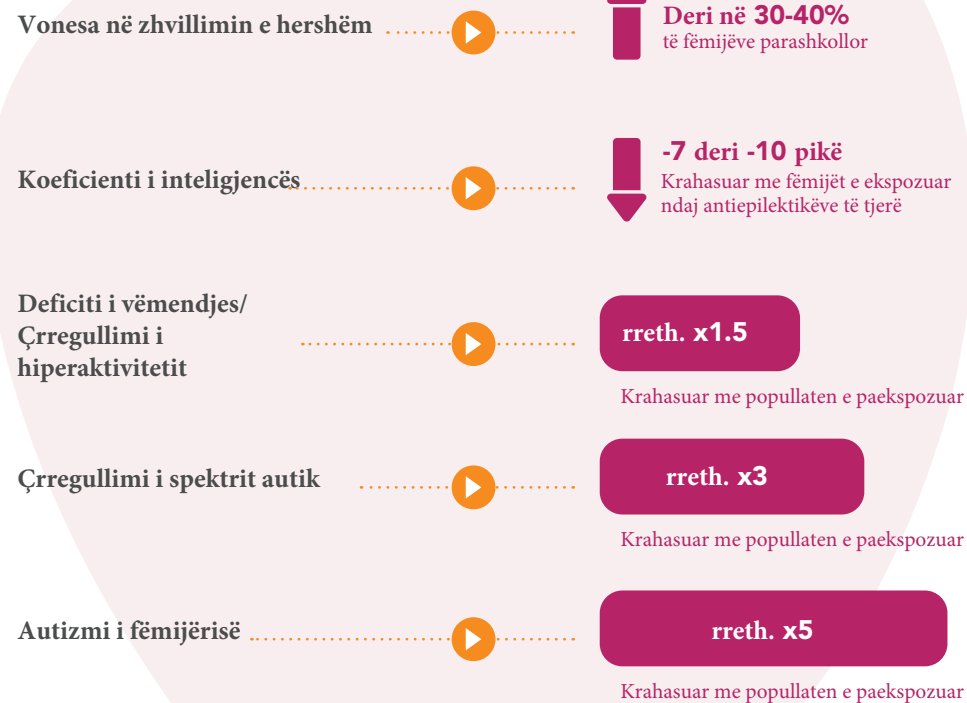 Vonesa në zhvillimin e hershëm
Deri në 30-40%
të fëmijëve parashkollor
Koeficienti i inteligjencës
-7 deri -10 pikë
Krahasuar me fëmijët e ekspozuar
ndaj antiepilektikëve të tjerë
Deficiti i vëmendjes/
Çrregullimi i
hiperaktivitetit
rreth. x1.5
Krahasuar me popullaten e paekspozuar
Çrregullimi i spektrit autik
rreth. x3
Krahasuar me popullaten e paekspozuar
Autizmi i fëmijërisë
rreth. x5
Krahasuar me popullaten e paekspozuar